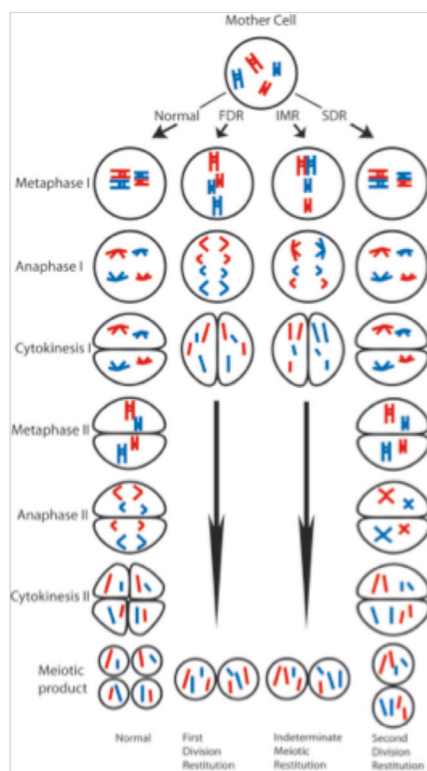 Mother Cell
Normal FDR IMR SDR
Metaphase I
Anaphase I
Cytokinesis I
Metaphase II
Anaphase II
Cytokinesis II
Meiotic
product
Normal
First
Division
Restitution
Indeterminate
Meiotic
Restitution
Second
Division
Restitution